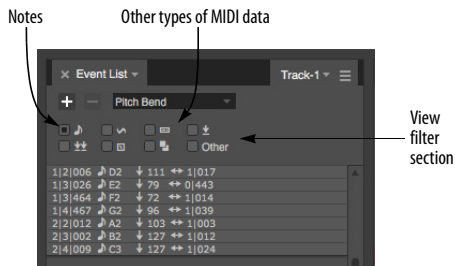 Notes
Other types of MIDI data
Event List
Track-1
Pitch Bend
View
filter
section
Other
1|2|006 D2 111 1|017
1|3|026 E2 79 0|443
1|3|464 F2 72 1|014
1|4|467 G2 96 1|039
2|2|012 A2 103 1|003
2|3|002 B2 127 1|012
2|4|009 C3 127 1|024